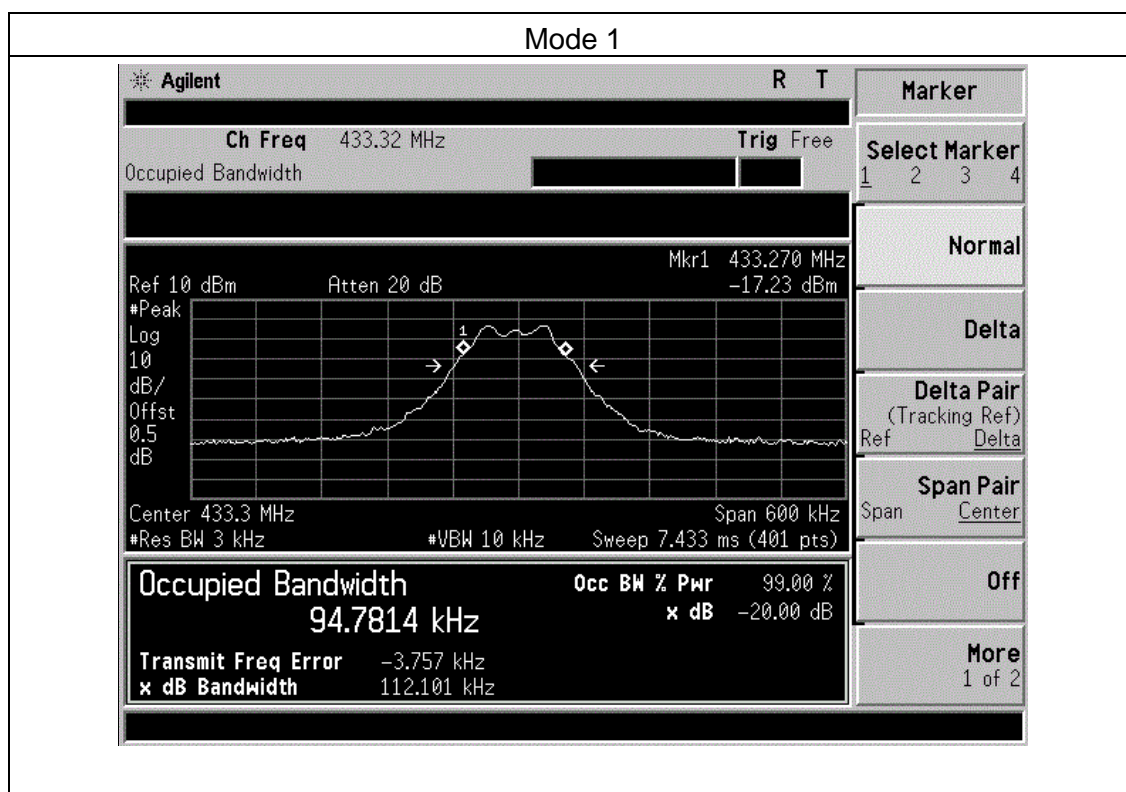 Mode 1
Agilent R T
Ch Freq 433.32 MHz Trig Free
Occupied Bandwidth
Mkr1 433.270 MHz
Ref 10 dBm Atten 20 dB -17.23 dBm
#Peak
Log
10
dB/
Offst
0.5
dB
1
Center 433.3 MHz Span 600 kHz
#Res BW 3 kHz #VBW 10 kHz Sweep 7.433 ms (401 pts)
Occupied Bandwidth Occ BW % Pwr 99.00 %
94.7814 kHz x dB -20.00 dB
Transmit Freq Error -3.757 kHz
x dB Bandwidth 112.101 kHz
Marker
Select Marker
1 2 3 4
Normal
Delta
Delta Pair
(Tracking Ref)
Ref Delta
Span Pair
Span Center
Off
More
1 of 2